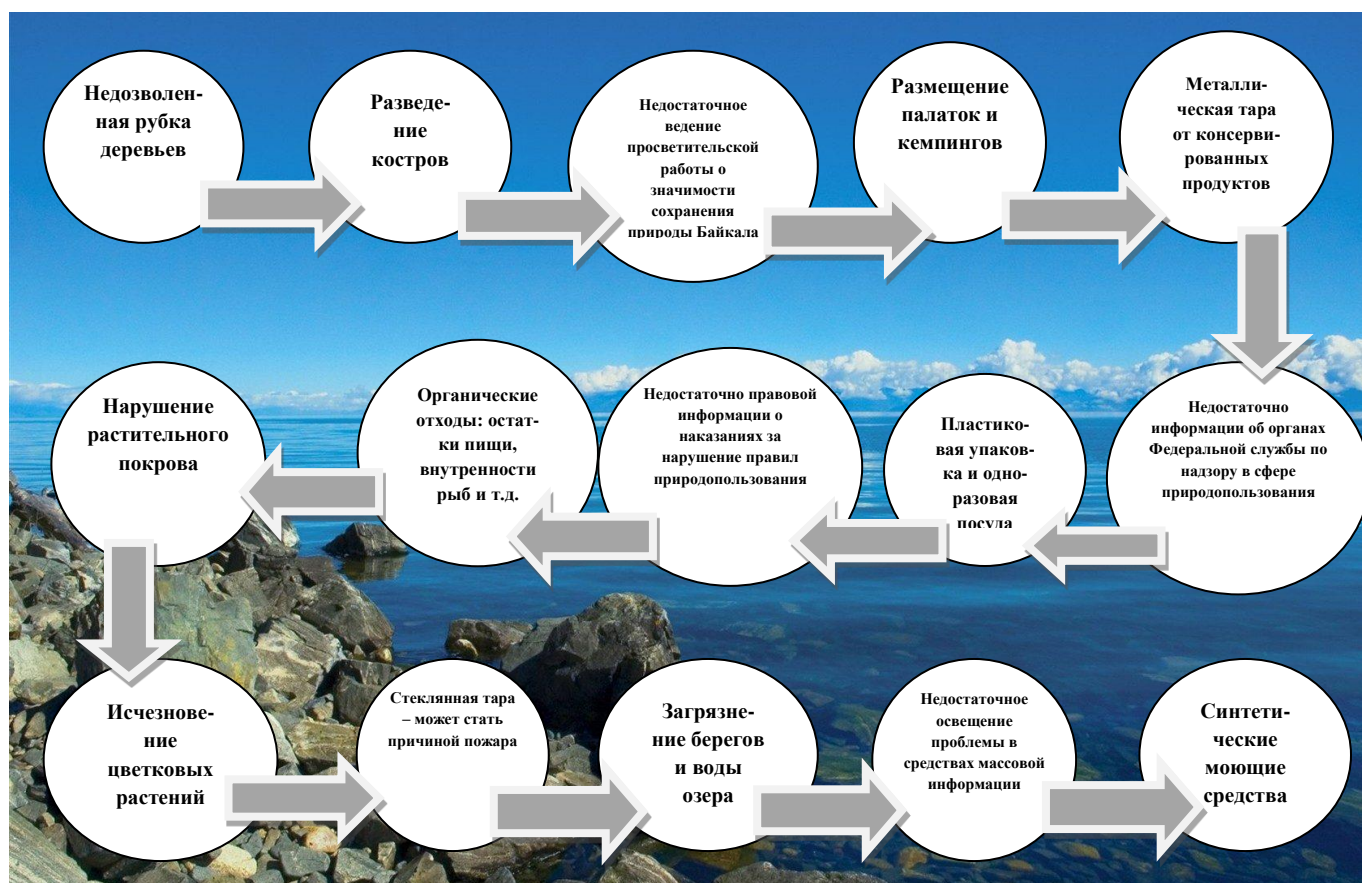 Недозволен-
ная рубка
деревьев
Разведе-
ние
костров
Недостаточное
ведение
просветительской
работы о
значимости
сохранения
природы Байкала
Размещение
палаток и
кемпингов
Металли-
ческая тара
от консерви-
рованных
продуктов
Недостаточно
информации об органах
Федеральной службы по
надзору в сфере
природопользования
Пластико-
вая упаков-
ка и одно-
разовая
посуда
Недостаточно правовой
информации о
наказаниях за
нарушение правил
природопользования
Органические
отходы: остат-
ки пищи,
внутренности
рыб и т.д.
Нарушение
растительного
покрова
Исчезнове-
ние
цветковых
растений
Стеклянная тара
– может стать
причиной пожара
Загрязне-
ние берегов
и воды
озера
Недостаточное
освещение
проблемы в
средствах массовой
информации
Синтети-
ческие
моющие
средства